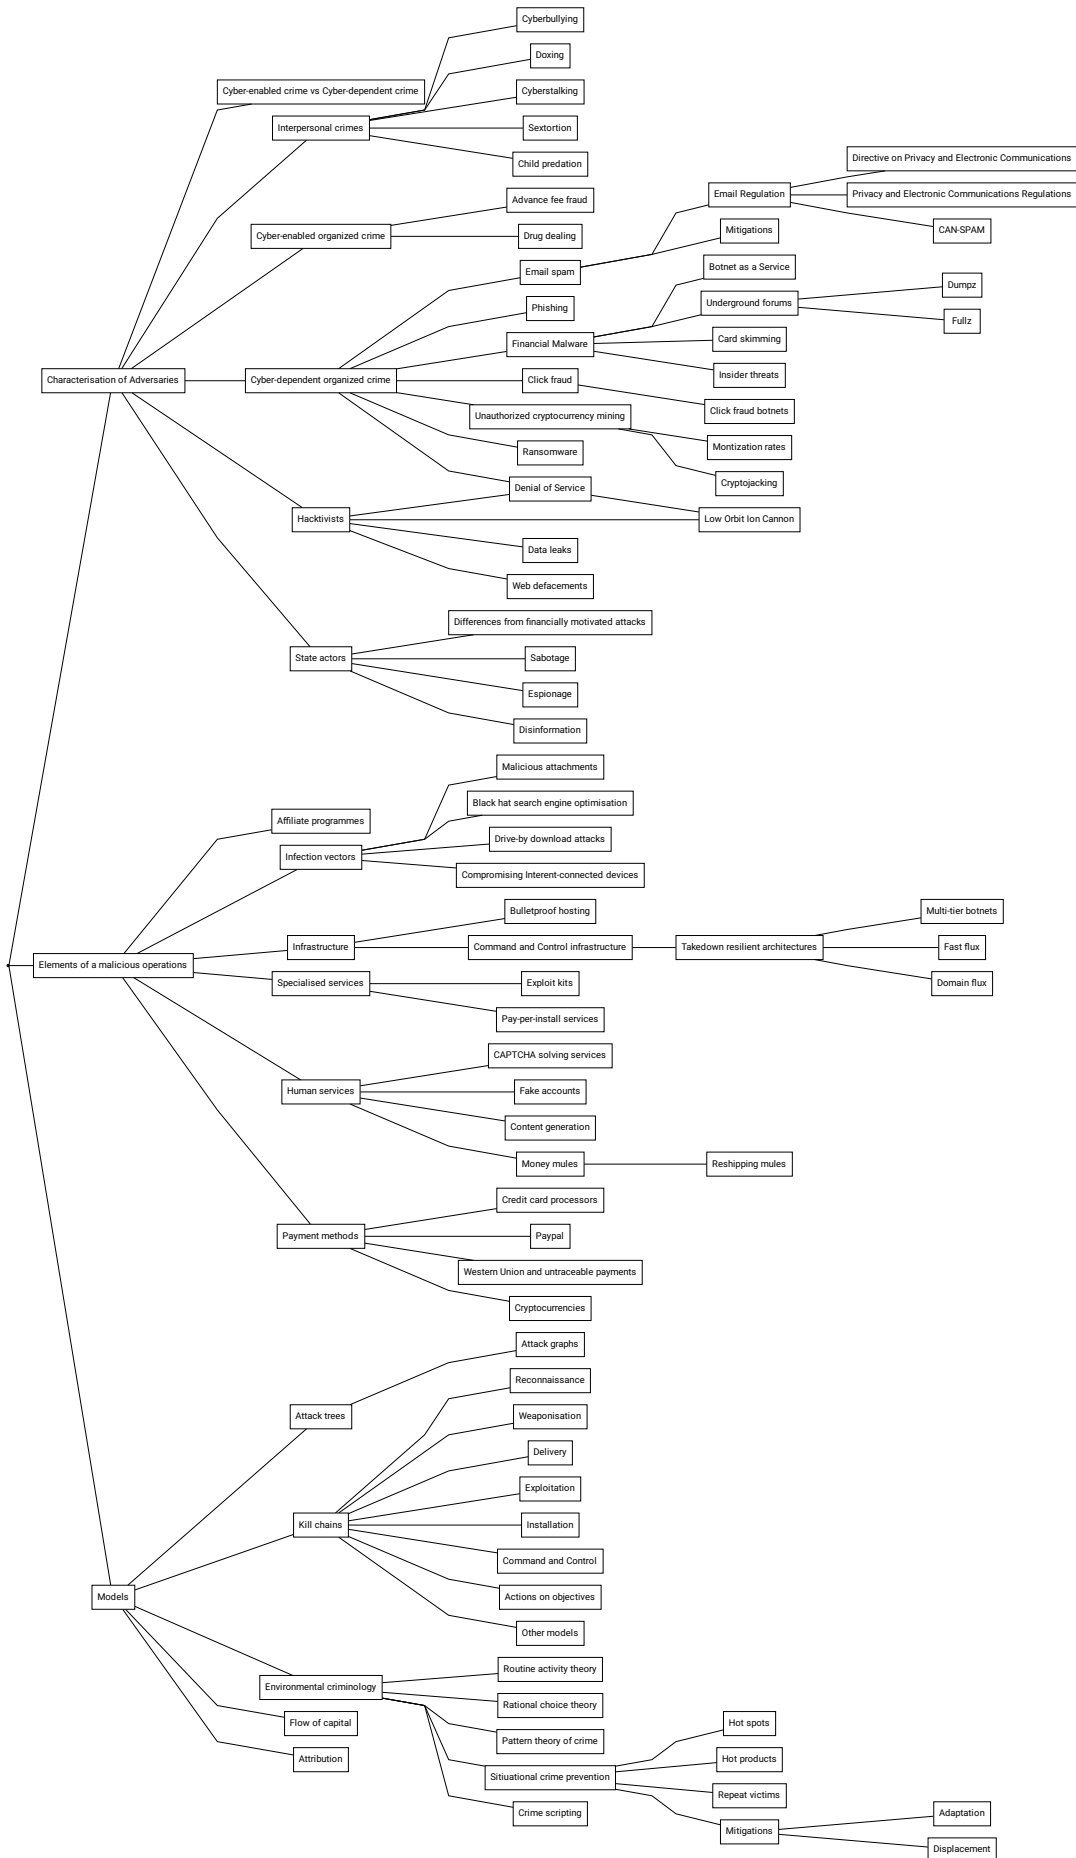 Cyberbullying
Doxing
Cyber-enabled crime vs Cyber-dependent crime
Cyberstalking
Interpersonal crimes
Sextortion
Child predation
Directive on Privacy and Electronic Communications
Email Regulation
Privacy and Electronic Communications Regulations
Advance fee fraud
Mitigations
CAN-SPAM
Cyber-enabled organized crime
Drug dealing
Email spam
Botnet as a Service
Dumpz
Phishing
Underground forums
Fullz
Financial Malware
Card skimming
Characterisation of Adversaries
Cyber-dependent organized crime
Click fraud
Insider threats
Unauthorized cryptocurrency mining
Click fraud botnets
Ransomware
Montization rates
Denial of Service
Cryptojacking
Hacktivists
Low Orbit Ion Cannon
Data leaks
Web defacements
Differences from financially motivated attacks
State actors
Sabotage
Espionage
Disinformation
Malicious attachments
Black hat search engine optimisation
Affiliate programmes
Drive-by download attacks
Infection vectors
Compromising Interent-connected devices
Bulletproof hosting
Multi-tier botnets
Infrastructure
Command and Control infrastructure
Takedown resilient architectures
Fast flux
Elements of a malicious operations
Specialised services
Exploit kits
Domain flux
Pay-per-install services
CAPTCHA solving services
Human services
Fake accounts
Content generation
Money mules
Reshipping mules
Credit card processors
Payment methods
Paypal
Western Union and untraceable payments
Cryptocurrencies
Attack graphs
Reconnaissance
Attack trees
Weaponisation
Delivery
Exploitation
Kill chains
Installation
Command and Control
Models
Actions on objectives
Other models
Routine activity theory
Environmental criminology
Rational choice theory
Flow of capital
Pattern theory of crime
Hot spots
Attribution
Sitiuational crime prevention
Hot products
Repeat victims
Crime scripting
Mitigations
Adaptation
Displacement